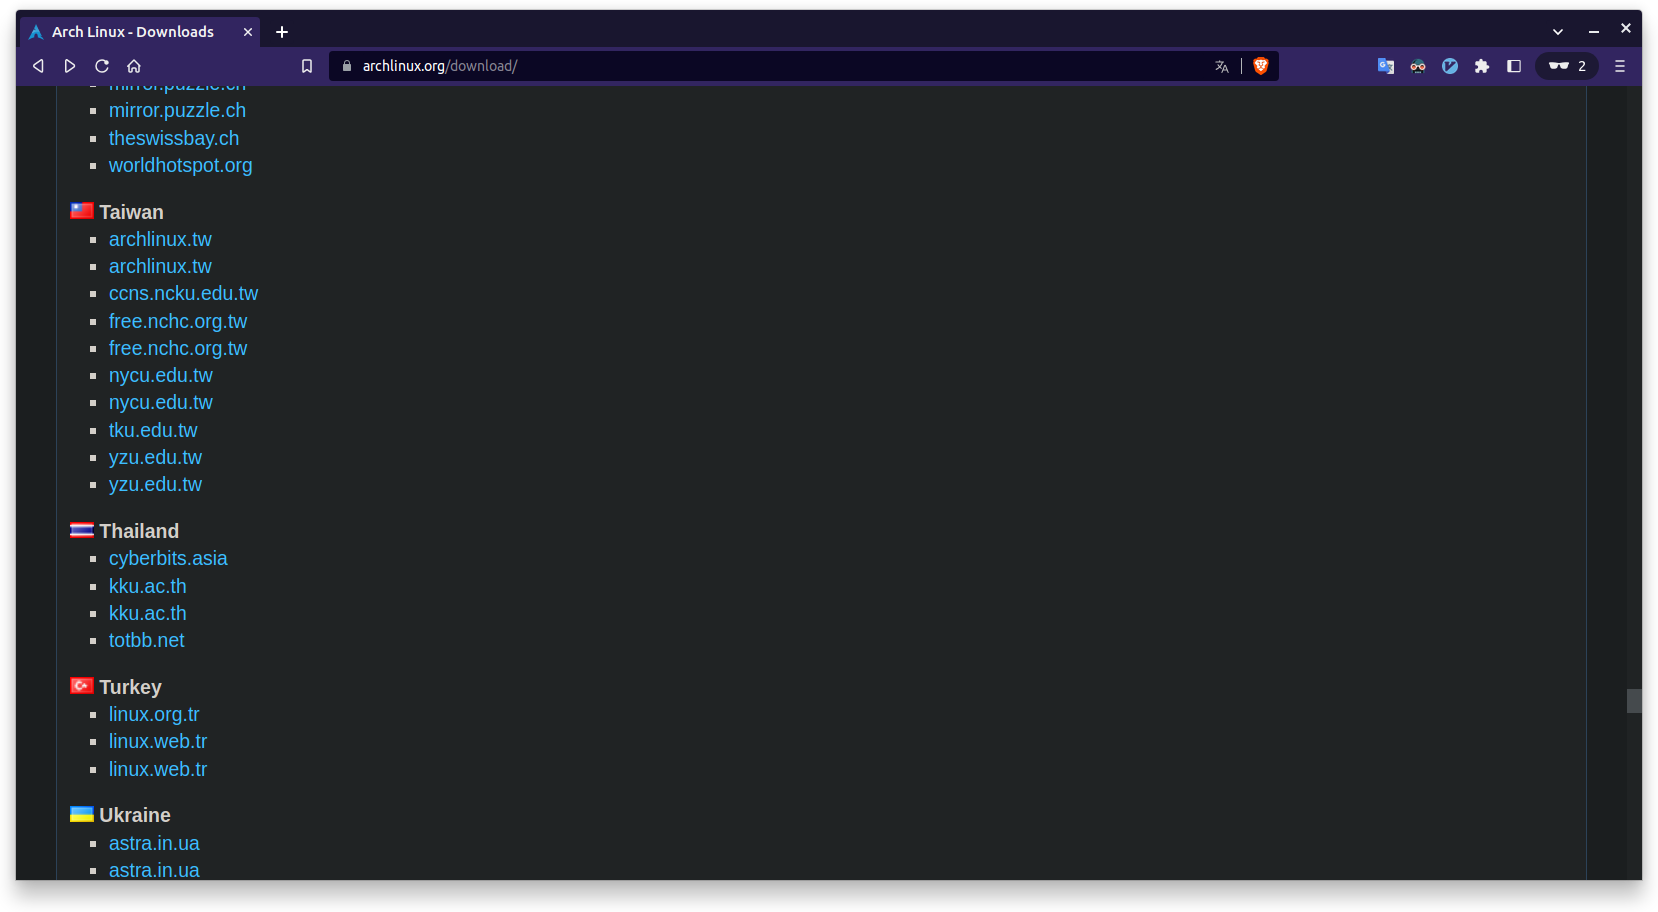 Arch Linux - Downloads
archlinux.org/download/
2
mirror.puzzle.ch
mirror.puzzle.ch
theswissbay.ch
worldhotspot.org
Taiwan
archlinux.tw
archlinux.tw
ccns.ncku.edu.tw
free.nchc.org.tw
free.nchc.org.tw
nycu.edu.tw
nycu.edu.tw
tku.edu.tw
yzu.edu.tw
yzu.edu.tw
Thailand
cyberbits.asia
kku.ac.th
kku.ac.th
totbb.net
Turkey
linux.org.tr
linux.web.tr
linux.web.tr
Ukraine
astra.in.ua
astra.in.ua